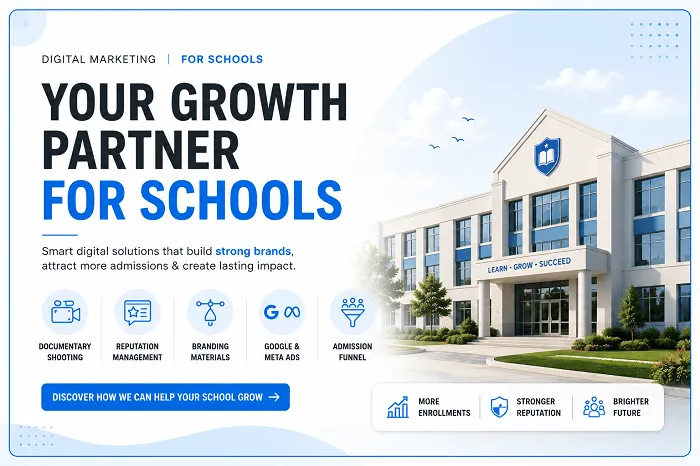 DIGITAL MARKETING | FOR SCHOOLS
YOUR GROWTH
PARTNER
FOR SCHOOLS
Smart digital solutions that build strong brands,
attract more admissions & create lasting impact.
DOCUMENTARY
SHOOTING
REPUTATION
MANAGEMENT
BRANDING
MATERIALS
G
GOOGLE &
META ADS
ADMISSION
FUNNEL
DISCOVER HOW WE CAN HELP YOUR SCHOOL GROW →
LEARN • GROW • SUCCEED
MORE
ENROLLMENTS
STRONGER
REPUTATION
BRIGHTER
FUTURE